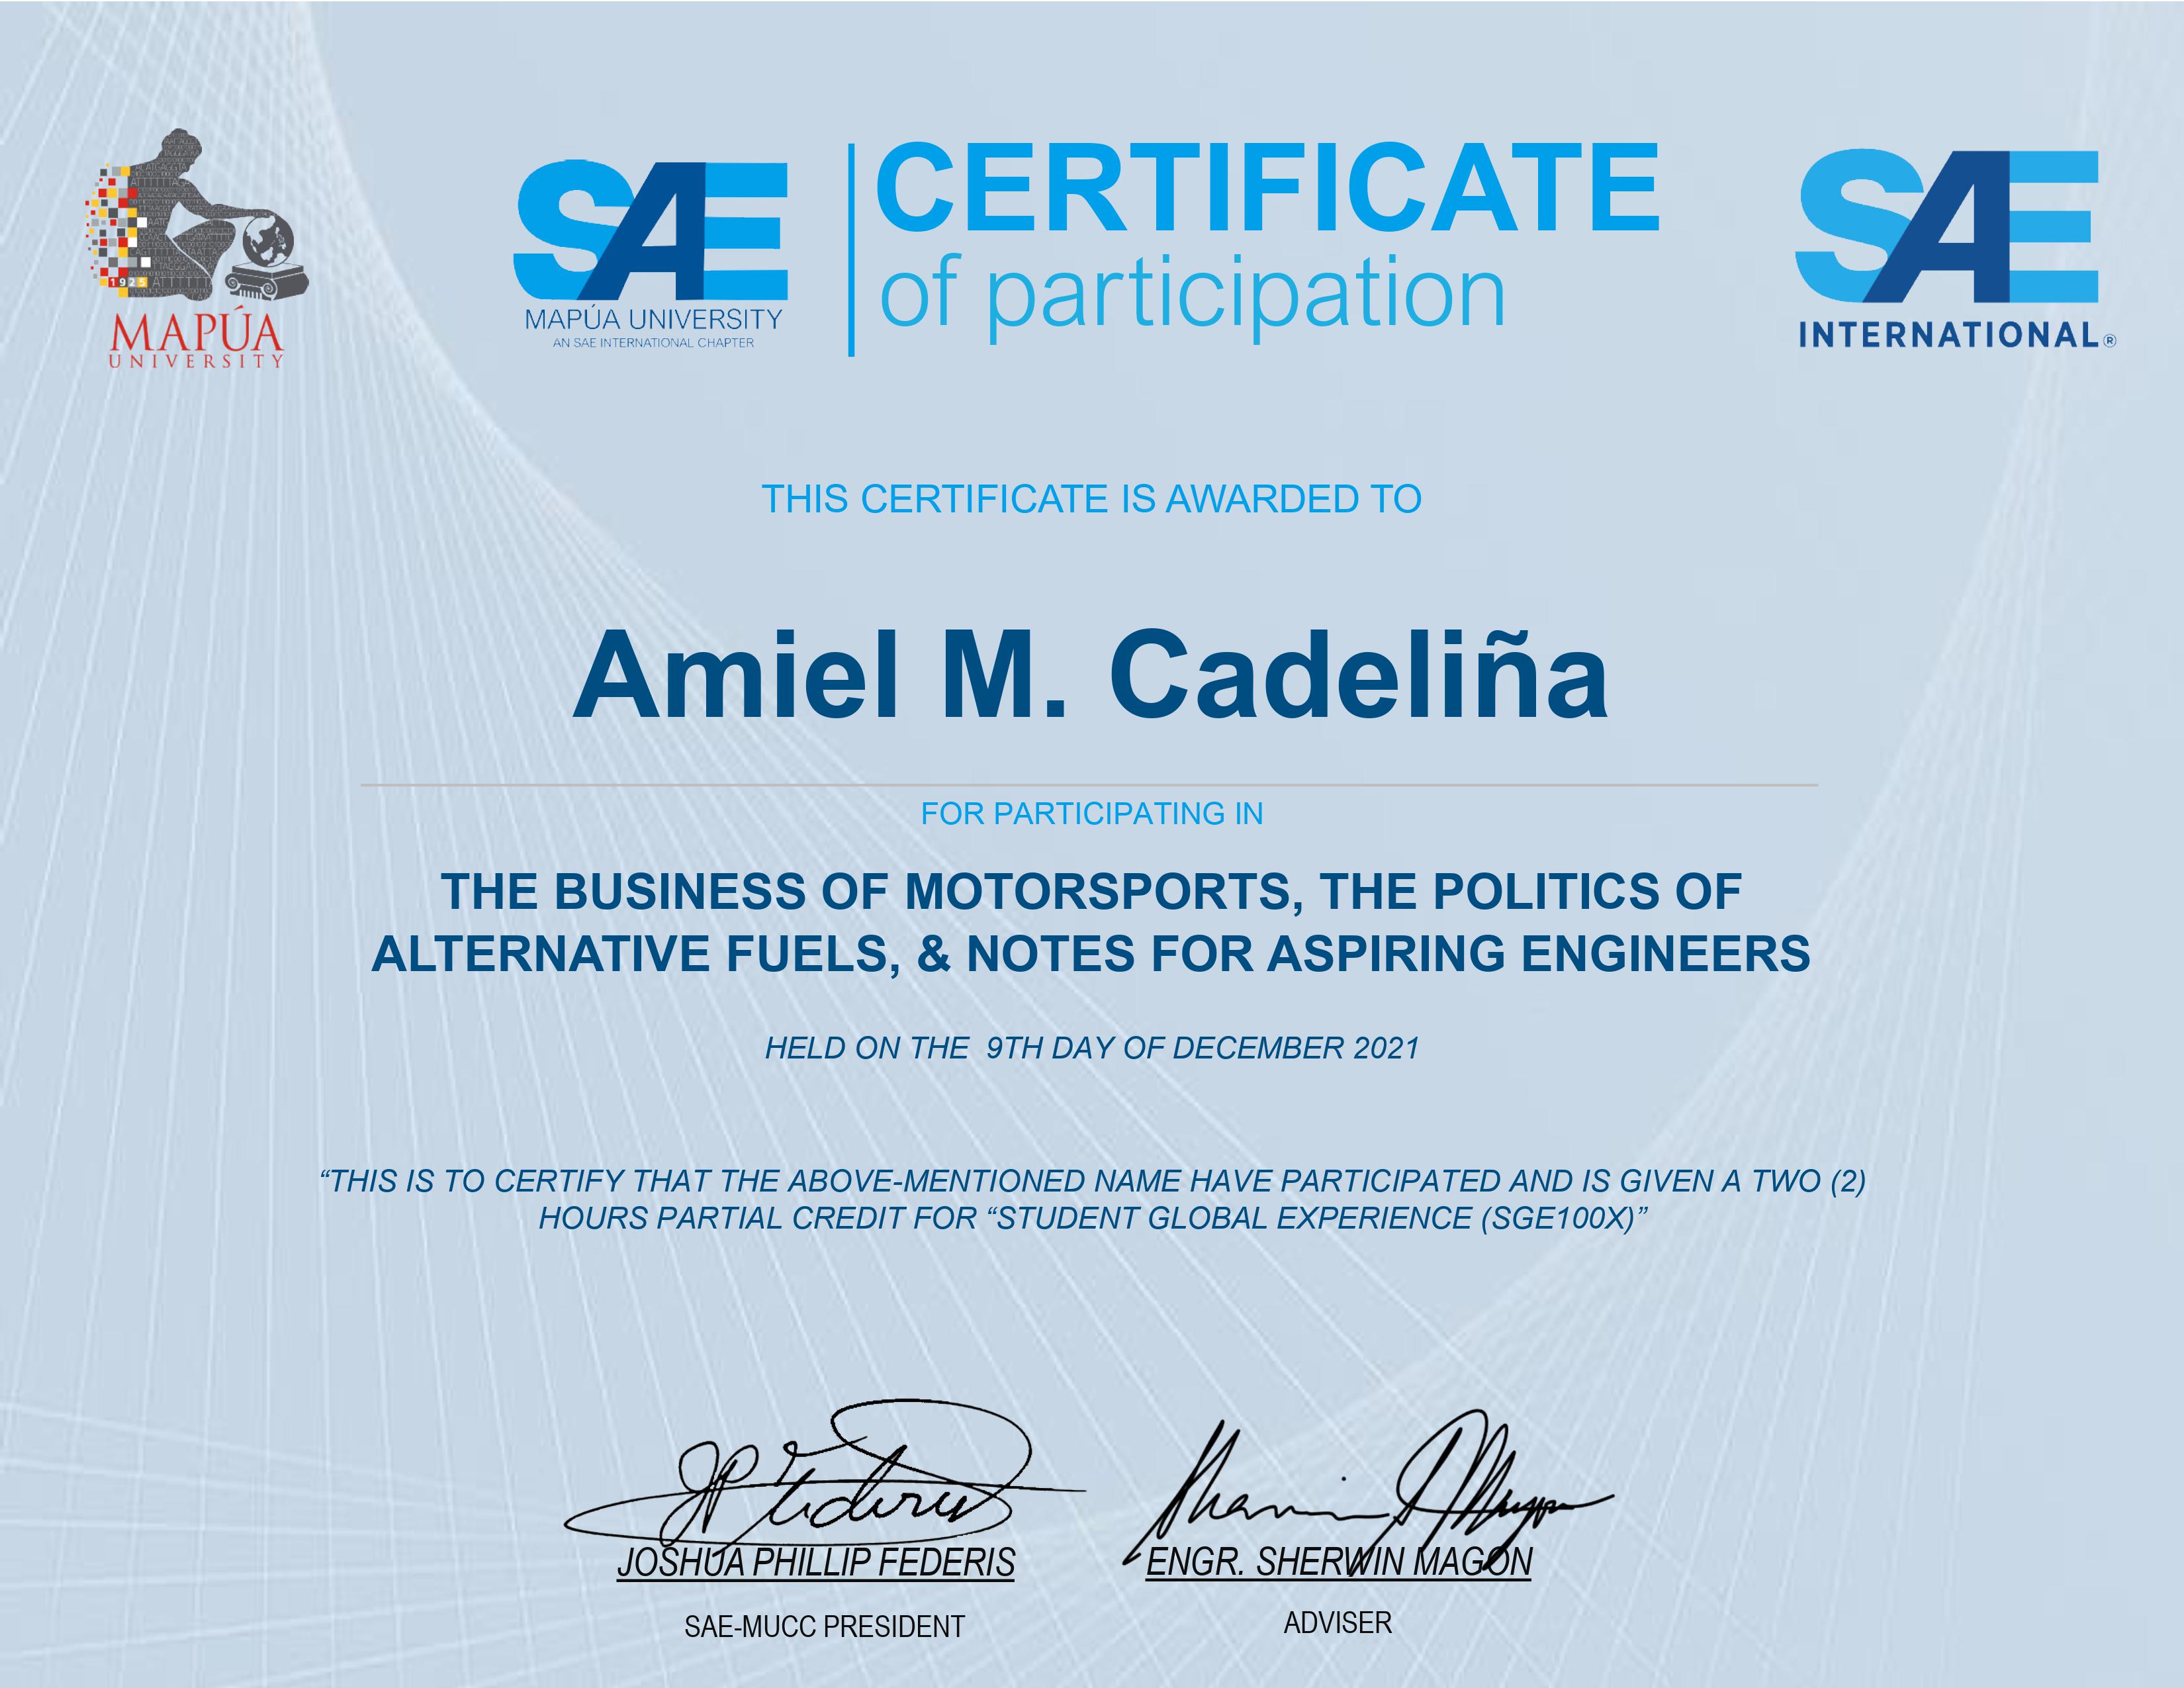 1925
MAPÚA
UNIVERSITY
SAE
MAPÚA UNIVERSITY
AN SAE INTERNATIONAL CHAPTER
CERTIFICATE
of participation
SAE
INTERNATIONAL®
THIS CERTIFICATE IS AWARDED TO
Amiel M. Cadeliña
FOR PARTICIPATING IN
THE BUSINESS OF MOTORSPORTS, THE POLITICS OF
ALTERNATIVE FUELS, & NOTES FOR ASPIRING ENGINEERS
HELD ON THE 9TH DAY OF DECEMBER 2021
“THIS IS TO CERTIFY THAT THE ABOVE-MENTIONED NAME HAVE PARTICIPATED AND IS GIVEN A TWO (2)
HOURS PARTIAL CREDIT FOR “STUDENT GLOBAL EXPERIENCE (SGE100X)”
JOSHUA PHILLIP FEDERIS
SAE-MUCC PRESIDENT
ENGR. SHERWIN MAGON
ADVISER